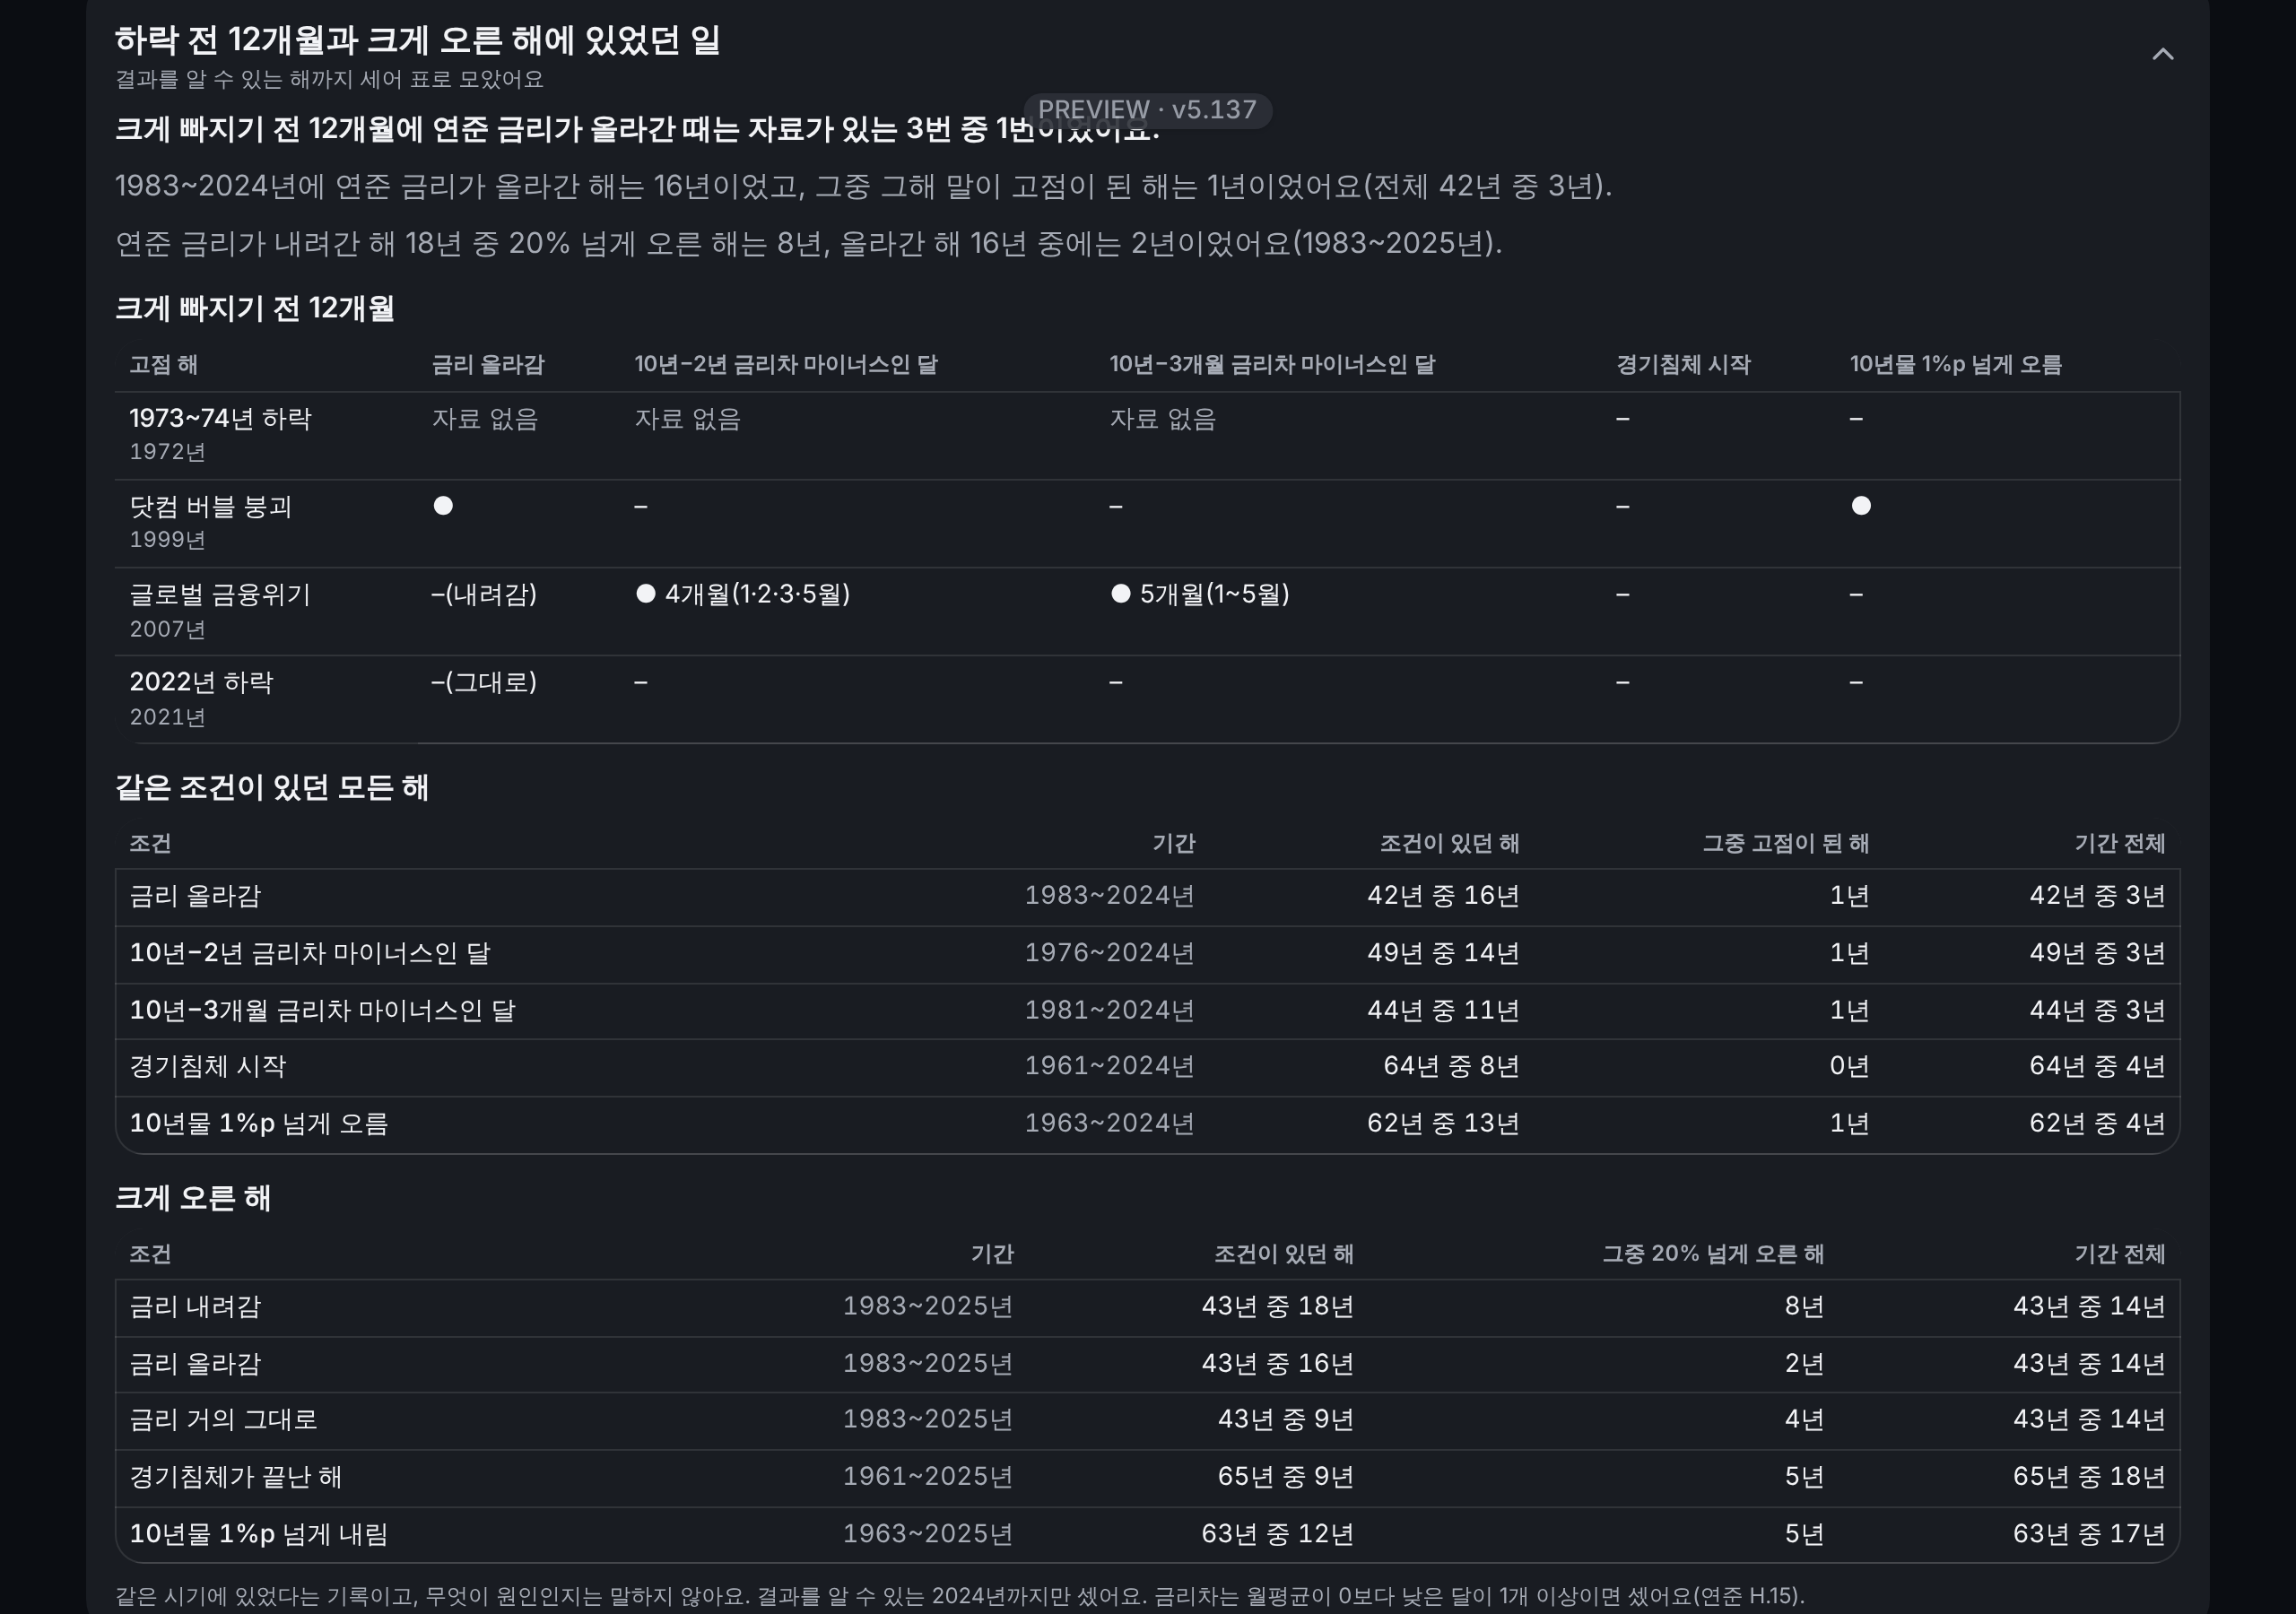 하락 전 12개월과 크게 오른 해에 있었던 일
결과를 알 수 있는 해까지 세어 표로 모았어요
PREVIEW · v5.137
크게 빠지기 전 12개월에 연준 금리가 올라간 때는 자료가 있는 3번 중 1번이었어요.
1983~2024년에 연준 금리가 올라간 해는 16년이었고, 그중 그해 말이 고점이 된 해는 1년이었어요(전체 42년 중 3년).
연준 금리가 내려간 해 18년 중 20% 넘게 오른 해는 8년, 올라간 해 16년 중에는 2년이었어요(1983~2025년).
크게 빠지기 전 12개월
고점 해 금리 올라감 10년−2년 금리차 마이너스인 달 10년−3개월 금리차 마이너스인 달 경기침체 시작 10년물 1%p 넘게 오름
1973~74년 하락 자료 없음 자료 없음 자료 없음 – –
1972년
닷컴 버블 붕괴 ● – – – ●
1999년
글로벌 금융위기 –(내려감) ● 4개월(1·2·3·5월) ● 5개월(1~5월) – –
2007년
2022년 하락 –(그대로) – – – –
2021년
같은 조건이 있던 모든 해
조건 기간 조건이 있던 해 그중 고점이 된 해 기간 전체
금리 올라감 1983~2024년 42년 중 16년 1년 42년 중 3년
10년−2년 금리차 마이너스인 달 1976~2024년 49년 중 14년 1년 49년 중 3년
10년−3개월 금리차 마이너스인 달 1981~2024년 44년 중 11년 1년 44년 중 3년
경기침체 시작 1961~2024년 64년 중 8년 0년 64년 중 4년
10년물 1%p 넘게 오름 1963~2024년 62년 중 13년 1년 62년 중 4년
크게 오른 해
조건 기간 조건이 있던 해 그중 20% 넘게 오른 해 기간 전체
금리 내려감 1983~2025년 43년 중 18년 8년 43년 중 14년
금리 올라감 1983~2025년 43년 중 16년 2년 43년 중 14년
금리 거의 그대로 1983~2025년 43년 중 9년 4년 43년 중 14년
경기침체가 끝난 해 1961~2025년 65년 중 9년 5년 65년 중 18년
10년물 1%p 넘게 내림 1963~2025년 63년 중 12년 5년 63년 중 17년
같은 시기에 있었다는 기록이고, 무엇이 원인인지는 말하지 않아요. 결과를 알 수 있는 2024년까지만 셌어요. 금리차는 월평균이 0보다 낮은 달이 1개 이상이면 셌어요(연준 H.15).